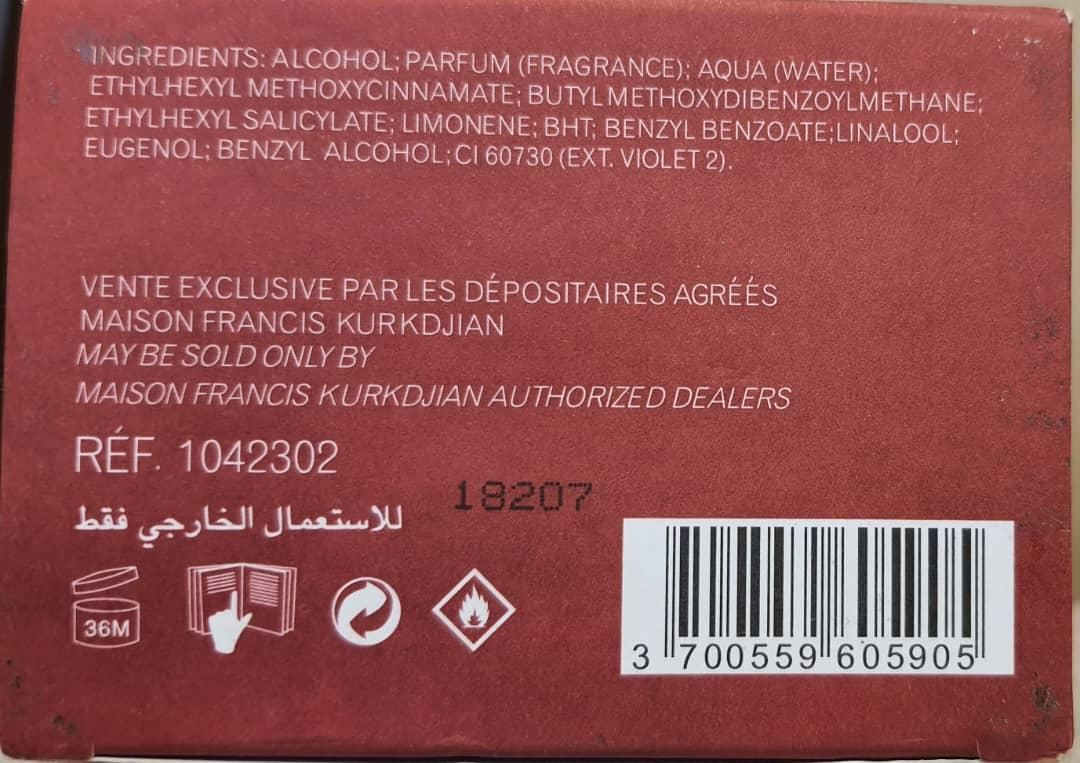 INGREDIENTS: ALCOHOL; PARFUM (FRAGRANCE); AQUA (WATER);
ETHYLHEXYL METHOXYCINNAMATE; BUTYL METHOXYDIBENZOYLMETHANE;
ETHYLHEXYL SALICYLATE; LIMONENE; BHT; BENZYL BENZOATE;LINALOOL;
EUGENOL; BENZYL ALCOHOL;CI 60730 (EXT. VIOLET 2).
VENTE EXCLUSIVE PAR LES DÉPOSITAIRES AGRÉÉS
MAISON FRANCIS KURKDJIAN
MAY BE SOLD ONLY BY
MAISON FRANCIS KURKDJIAN AUTHORIZED DEALERS
RÉF. 1042302
18207
للاستعمال الخارجي فقط
36M
3 700559 605905